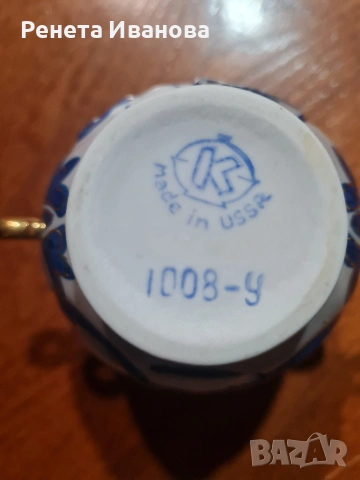 Ренета Иванова
K
Made in USSR
1008-У
BAZAR